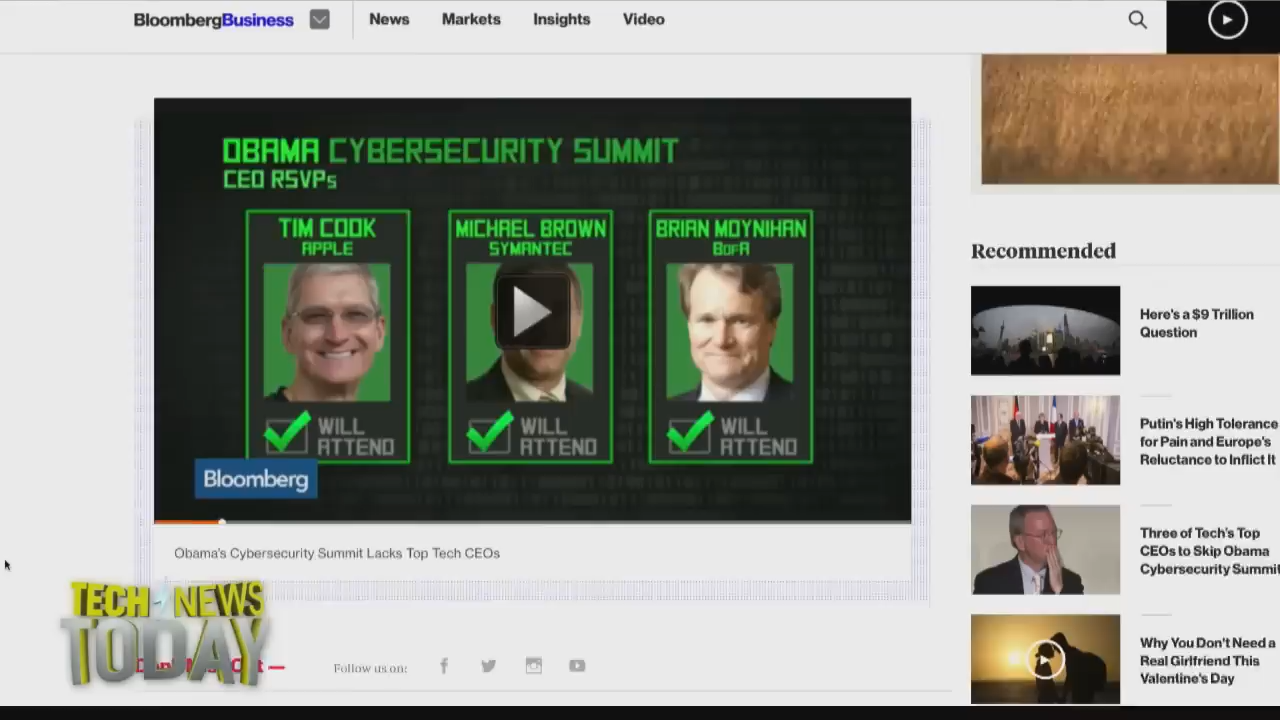 BloombergBusiness
News
Markets
Insights
Video
OBAMA CYBERSECURITY SUMMIT
CEO RSVPs
TIM COOK
APPLE
WILL
ATTEND
MICHAEL BROWN
SYMANTEC
WILL
ATTEND
BRIAN MOYNIHAN
BOFA
WILL
ATTEND
Bloomberg
Obama's Cybersecurity Summit Lacks Top Tech CEOs
Recommended
Here's a $9 Trillion
Question
Putin's High Tolerance
for Pain and Europe's
Reluctance to Inflict It
Three of Tech's Top
CEOs to Skip Obama
Cybersecurity Summit
Why You Don't Need a
Real Girlfriend This
Valentine's Day
TECH NEWS
TODAY
Follow us on: